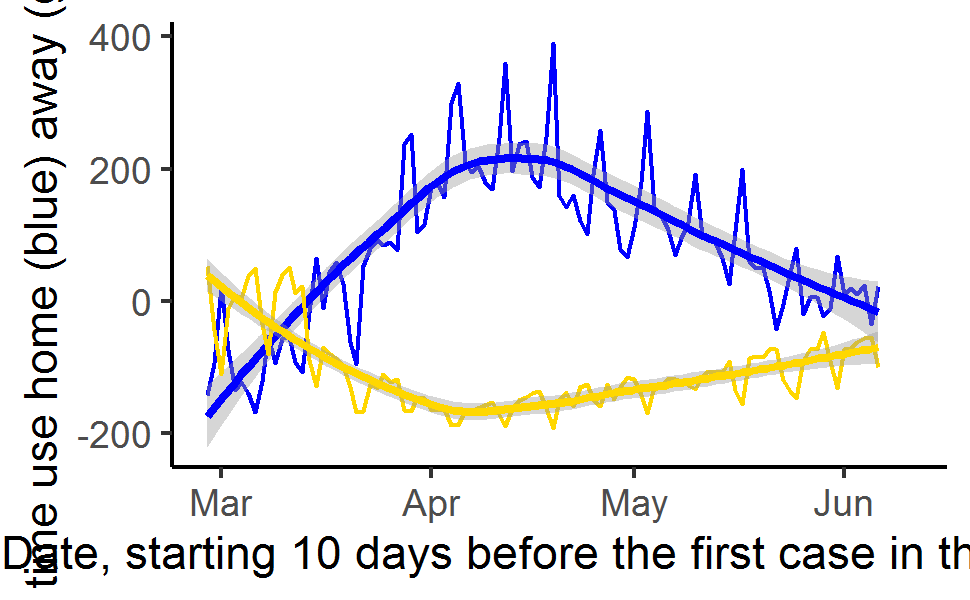 time use home (blue) away (
400
200
0
-200
Mar
Apr
May
Jun
Date, starting 10 days before the first case in th